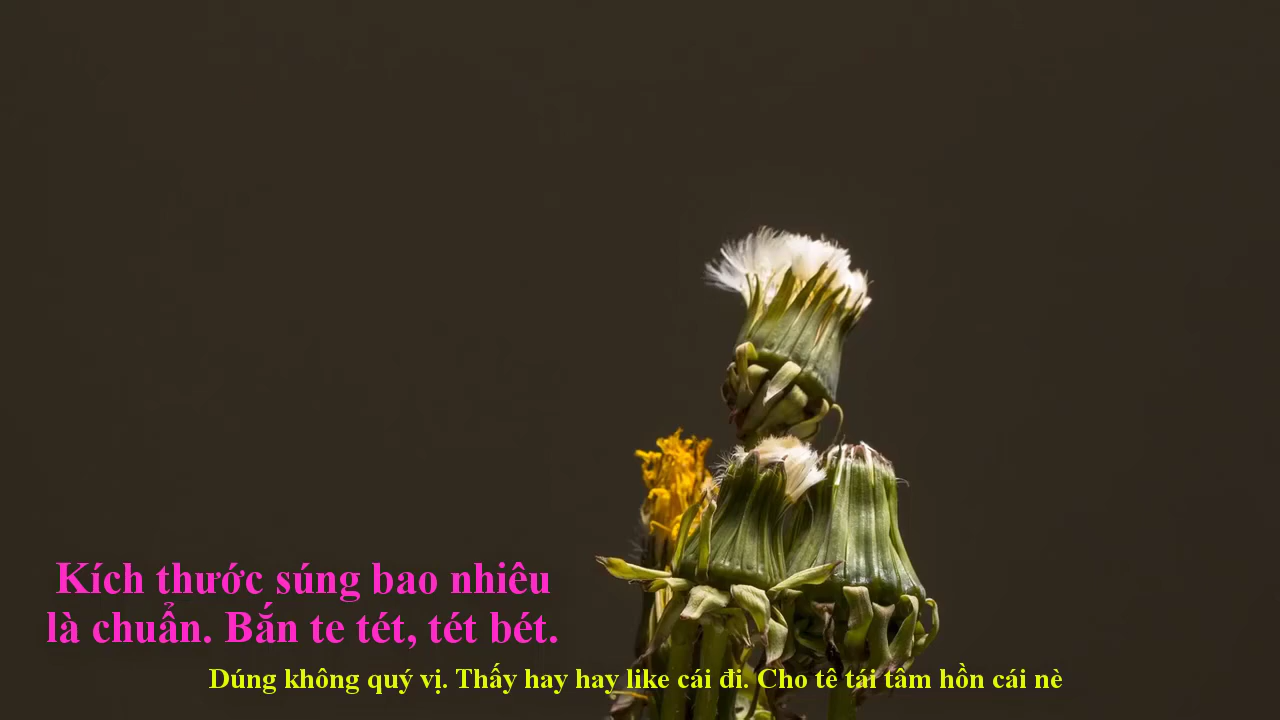 Kích thước súng bao nhiêu
là chuẩn. Bắn te tét, tét bét.
Dúng không quý vị. Thấy hay hay like cái đi. Cho tê tái tâm hồn cái nè